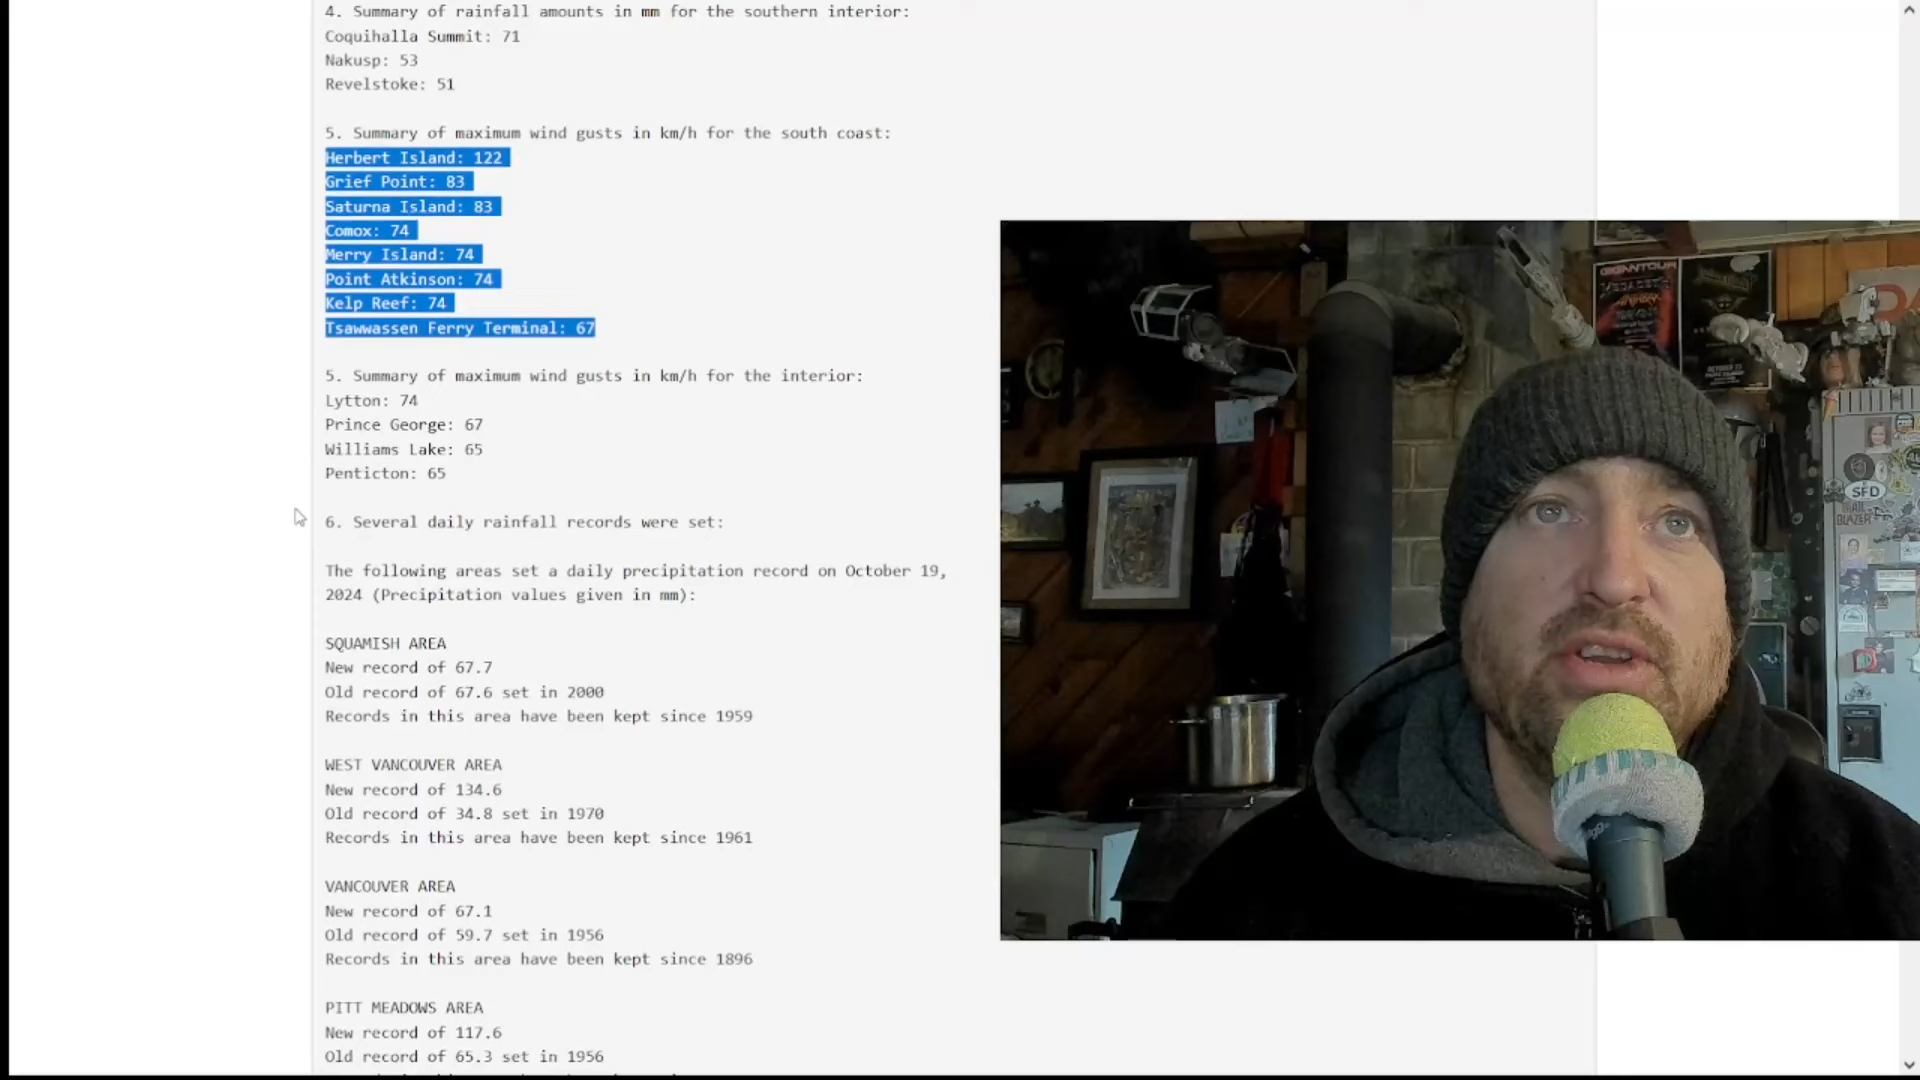 4. Summary of rainfall amounts in mm for the southern interior:
Coquihalla Summit: 71
Nakusp: 53
Revelstoke: 51
5. Summary of maximum wind gusts in km/h for the south coast:
Herbert Island: 122
Grief Point: 83
Saturna Island: 83
Comox: 74
Merry Island: 74
Point Atkinson: 74
Kelp Reef: 74
Tsawwassen Ferry Terminal: 67
5. Summary of maximum wind gusts in km/h for the interior:
Lytton: 74
Prince George: 67
Williams Lake: 65
Penticton: 65
6. Several daily rainfall records were set:
The following areas set a daily precipitation record on October 19,
2024 (Precipitation values given in mm):
SQUAMISH AREA
New record of 67.7
Old record of 67.6 set in 2000
Records in this area have been kept since 1959
WEST VANCOUVER AREA
New record of 134.6
Old record of 34.8 set in 1970
Records in this area have been kept since 1961
VANCOUVER AREA
New record of 67.1
Old record of 59.7 set in 1956
Records in this area have been kept since 1896
PITT MEADOWS AREA
New record of 117.6
Old record of 65.3 set in 1956
GIGANTOUR
MEGADETH
SFD
TRAIL
BLAZER